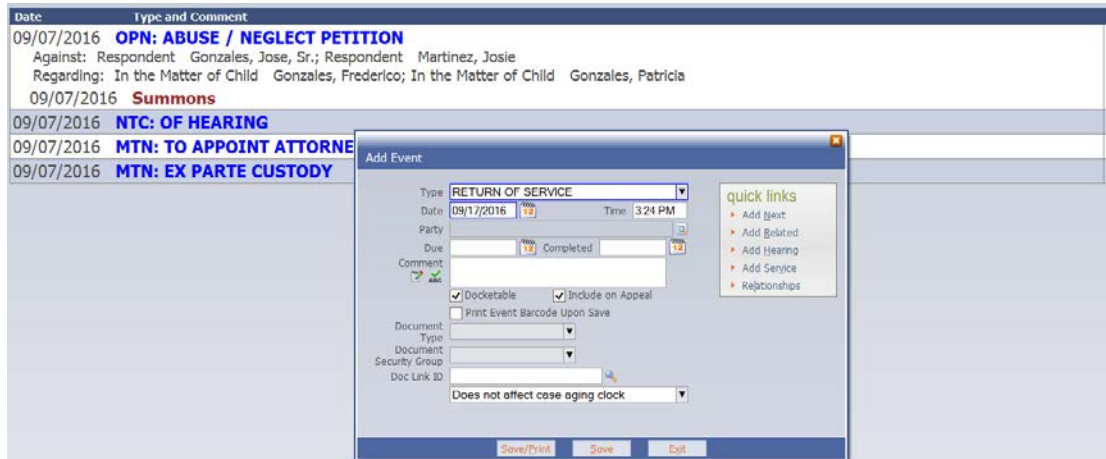 Date Type and Comment
09/07/2016 OPN: ABUSE / NEGLECT PETITION
Against: Respondent Gonzales, Jose, Sr.; Respondent Martinez, Josie
Regarding: In the Matter of Child Gonzales, Frederico; In the Matter of Child Gonzales, Patricia
09/07/2016 Summons
09/07/2016 NTC: OF HEARING
09/07/2016 MTN: TO APPOINT ATTORNE
09/07/2016 MTN: EX PARTE CUSTODY
Add Event
Type RETURN OF SERVICE
Date 09/17/2016 12 Time 3:24 PM
Party
Due 12 Completed 12
Comment
ABC
Docketable Include on Appeal
Print Event Barcode Upon Save
Document
Type
Document
Security Group
Doc Link ID
Does not affect case aging clock
quick links
Add Next
Add Related
Add Hearing
Add Service
Relationships
Save/Print Save Exit